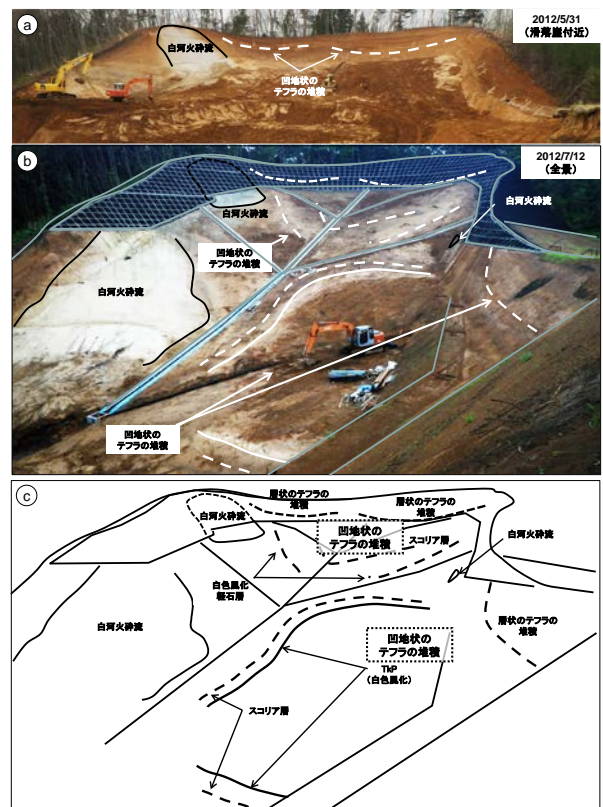 a
2012/5/31
(滑落崖付近)
白河火砕流
凹地状の
テフラの堆積
b
2012/7/12
(全景)
白河火砕流
白河火砕流
凹地状の
テフラの堆積
白河火砕流
凹地状の
テフラの堆積
c
層状のテフラの
堆積
層状のテフラの
堆積
白河火砕流
凹地状の
テフラの堆積
スコリア層
白河火砕流
白色風化
軽石層
白河火砕流
層状のテフラの
堆積
凹地状の
テフラの堆積
TkP
(白色風化)
スコリア層